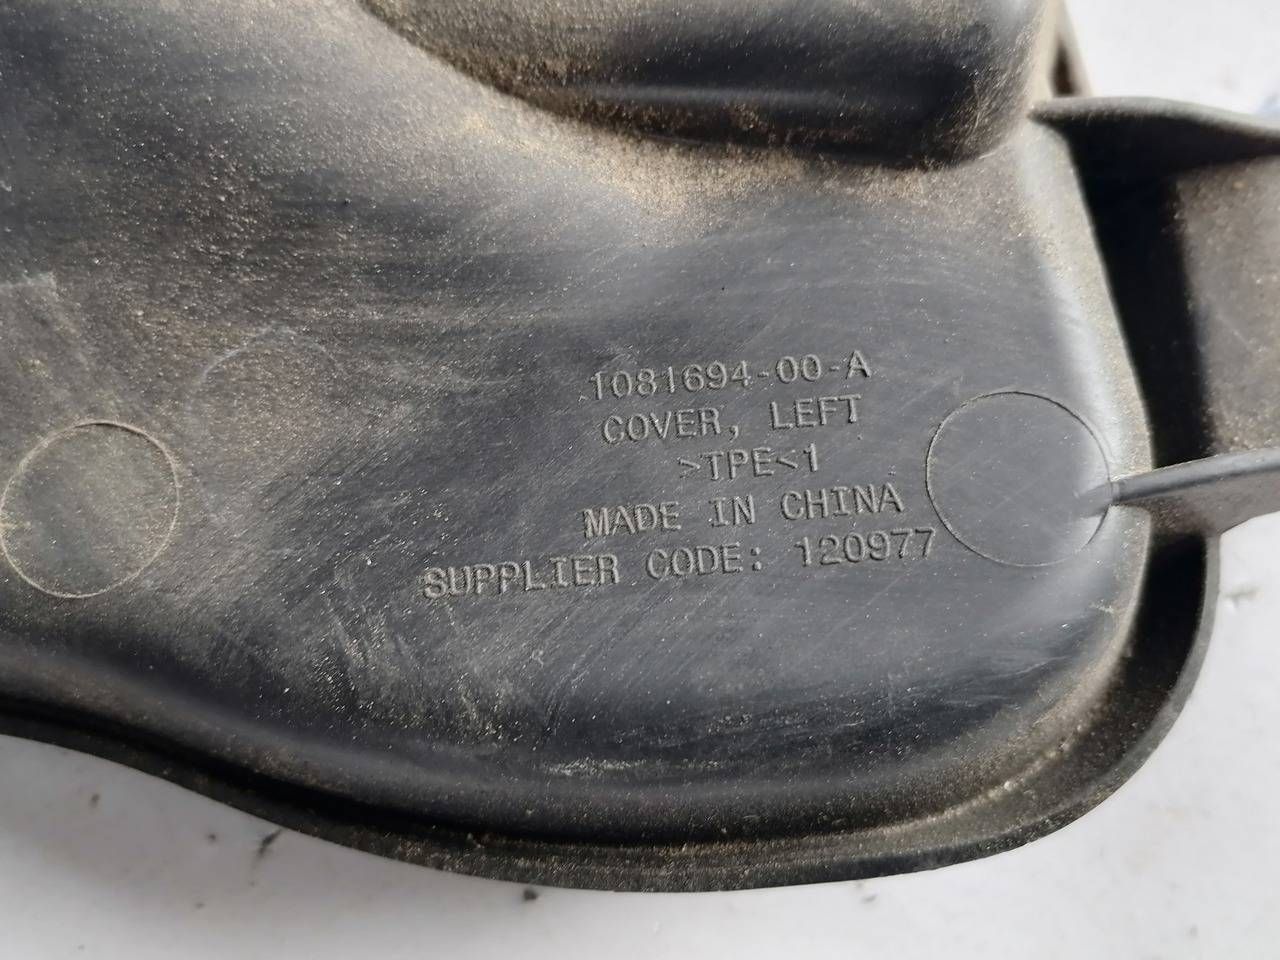 1081694-00-A
COVER, LEFT
>TPE<1
MADE IN CHINA
SUPPLIER CODE: 120977